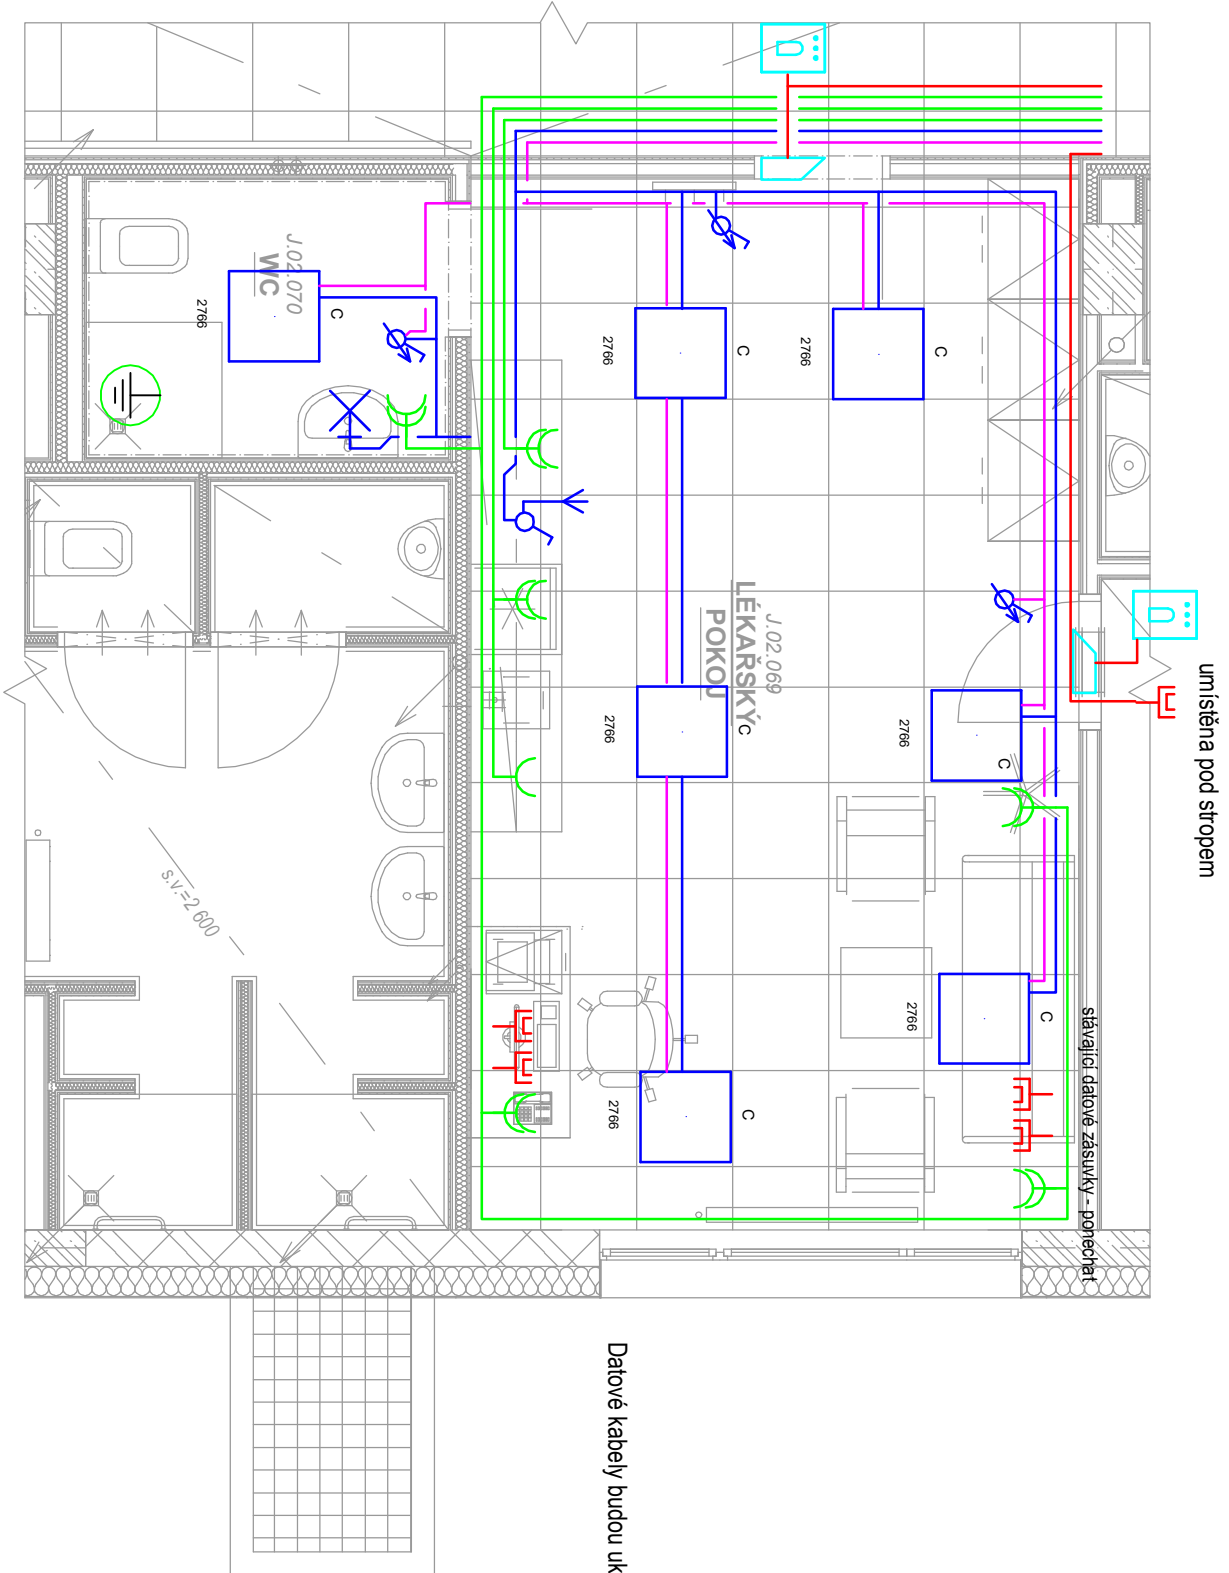 umístěna pod stropem
stávající datové zásuvky - ponechat
J.02.070
WC
2766
C
2766
C
2766
C
J.02.069
LÉKAŘSKÝ
POKOJ
2766
C
2766
C
2766
C
2766
C
s.v.=2 600
Datové kabely budou uk